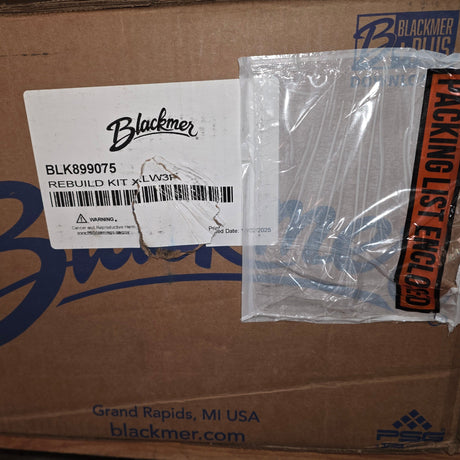 BLACKMER
Blackmer
BLK899075
REBUILD KIT XLW3P
WARNING:
Cancer and Reproductive Harm
PACKING LIST ENCLOSED
Blackmer
Grand Rapids, MI USA
blackmer.com
PSG